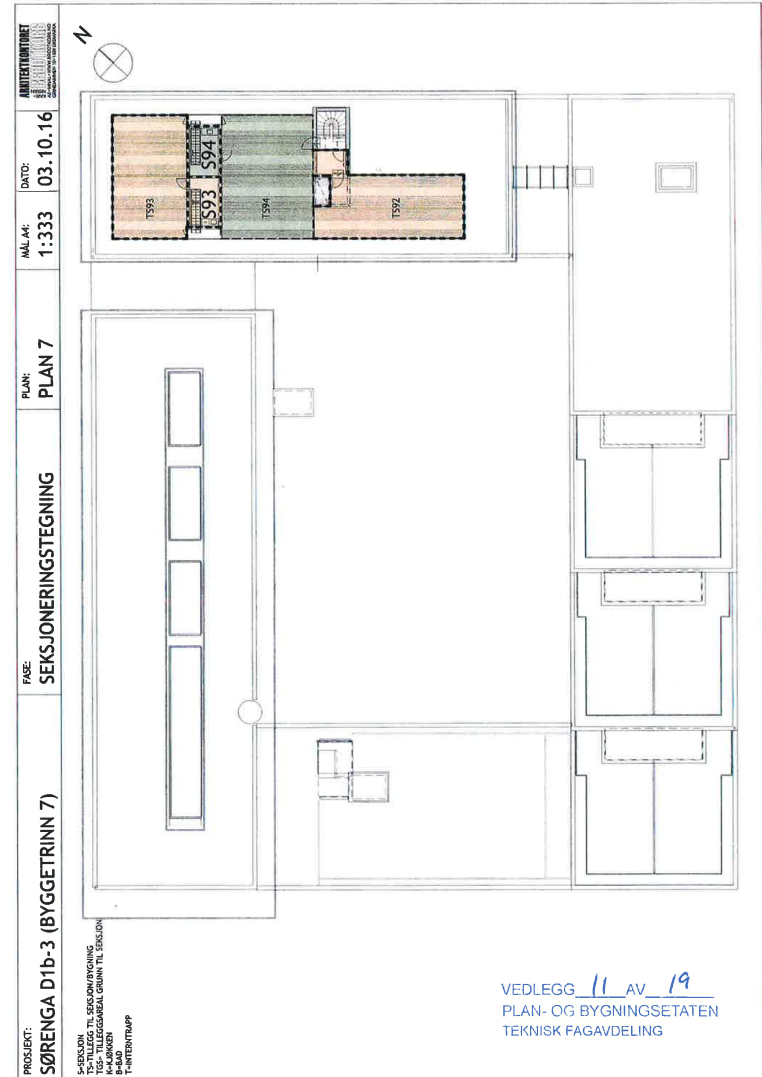 PROSJEKT:
SØRENGA D1b-3 (BYGGETRINN 7)
FASE:
SEKSJONERINGSTEGNING
PLAN:
PLAN 7
MÅL A4:
1:333
DATO:
03.10.16
ARKITEKTKONTORET
N
S=SEKSJON
TS=TILLEGG TIL SEKSJON/BYGNING
TGS= TILLEGGSAREAL GRUNN TIL SEKSJON
K=KJØKKEN
B=BAD
T=INTERNTRAPP
TS93
S93
S94
TS94
TS92
VEDLEGG 11 AV 19
PLAN- OG BYGNINGSETATEN
TEKNISK FAGAVDELING